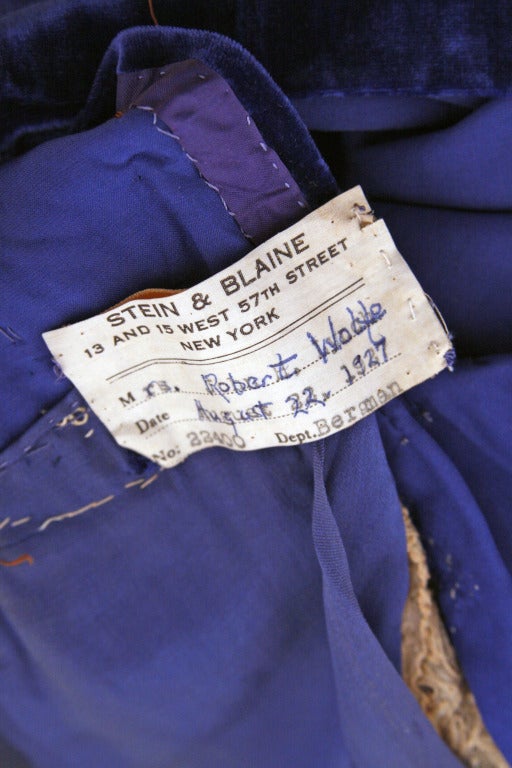 STEIN & BLAINE
13 AND 15 WEST 57TH STREET
NEW YORK
Mrs. Robert Wolfe
Date August 22, 1927
No: 22400 Dept. Berman